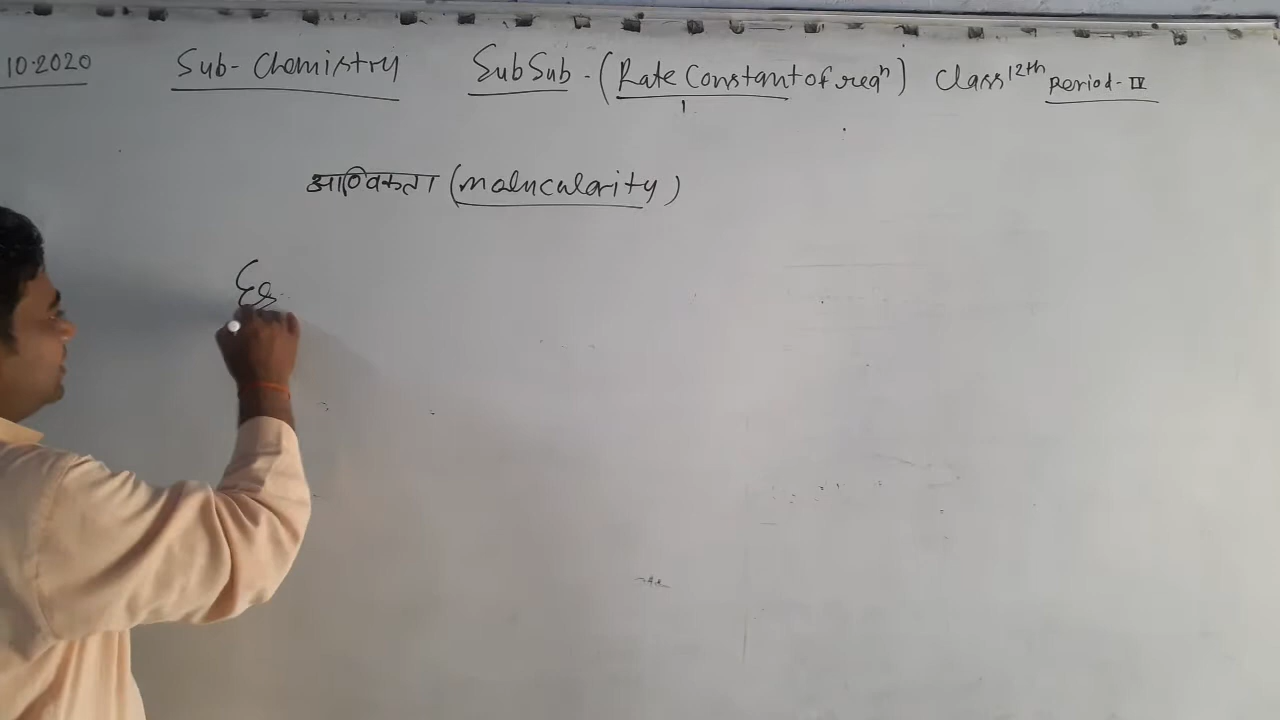 10.2020 Sub- Chemistry SubSub - (Rate Constant of reaⁿ) Class 12th Period- IV
आण्विकता (malucularity)
Eg.